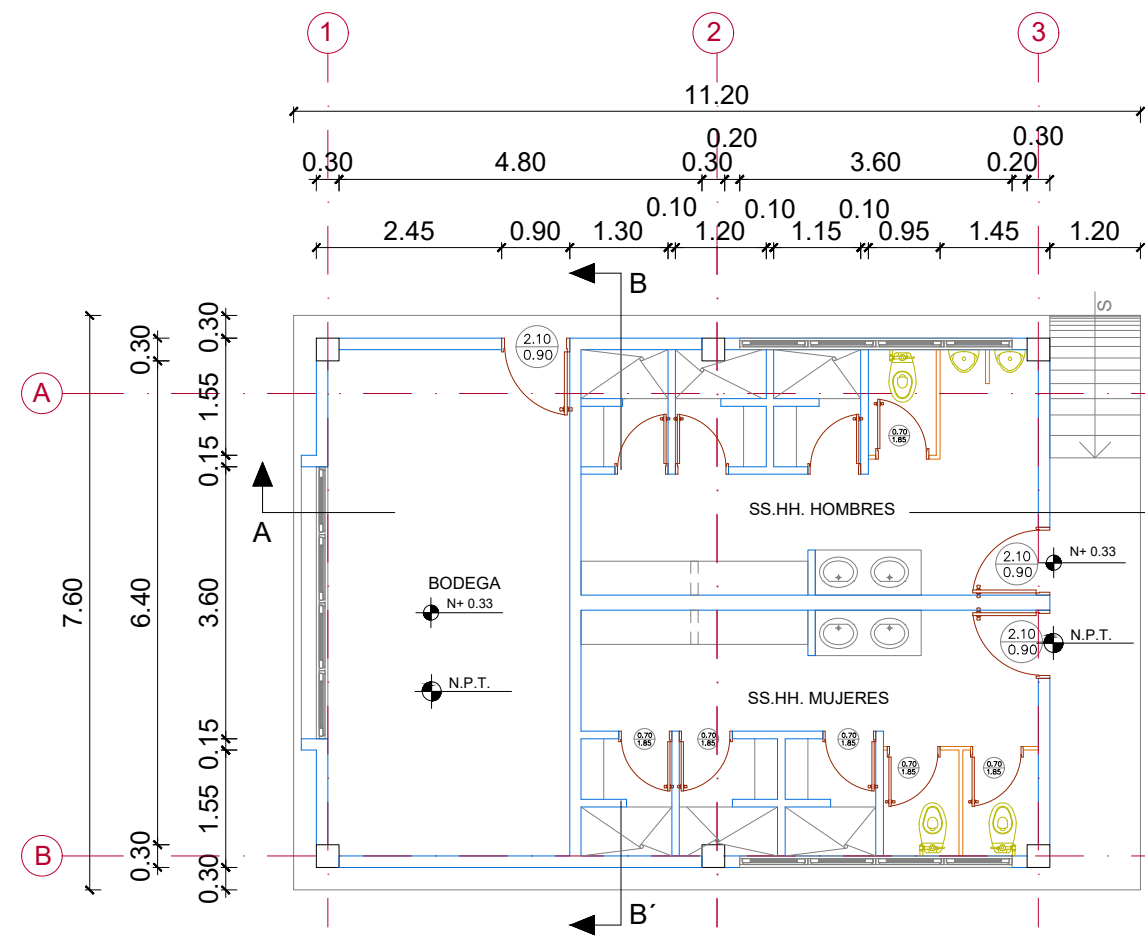 1 2 3
11.20
0.20 0.30
0.30 4.80 0.30 3.60 0.20
0.10 0.10 0.10
2.45 0.90 1.30 1.20 1.15 0.95 1.45 1.20
B
S
0.30
0.30
2.10
0.90
A
1.55
0.70
1.85
0.15
A
SS.HH. HOMBRES
N+ 0.33
2.10
0.90
BODEGA
N+ 0.33
7.60
6.40
3.60
2.10
0.90
N.P.T.
N.P.T.
SS.HH. MUJERES
0.70
1.85
0.70
1.85
0.70
1.85
0.15
0.70
1.85
0.70
1.85
1.55
B
0.30
0.30
B´